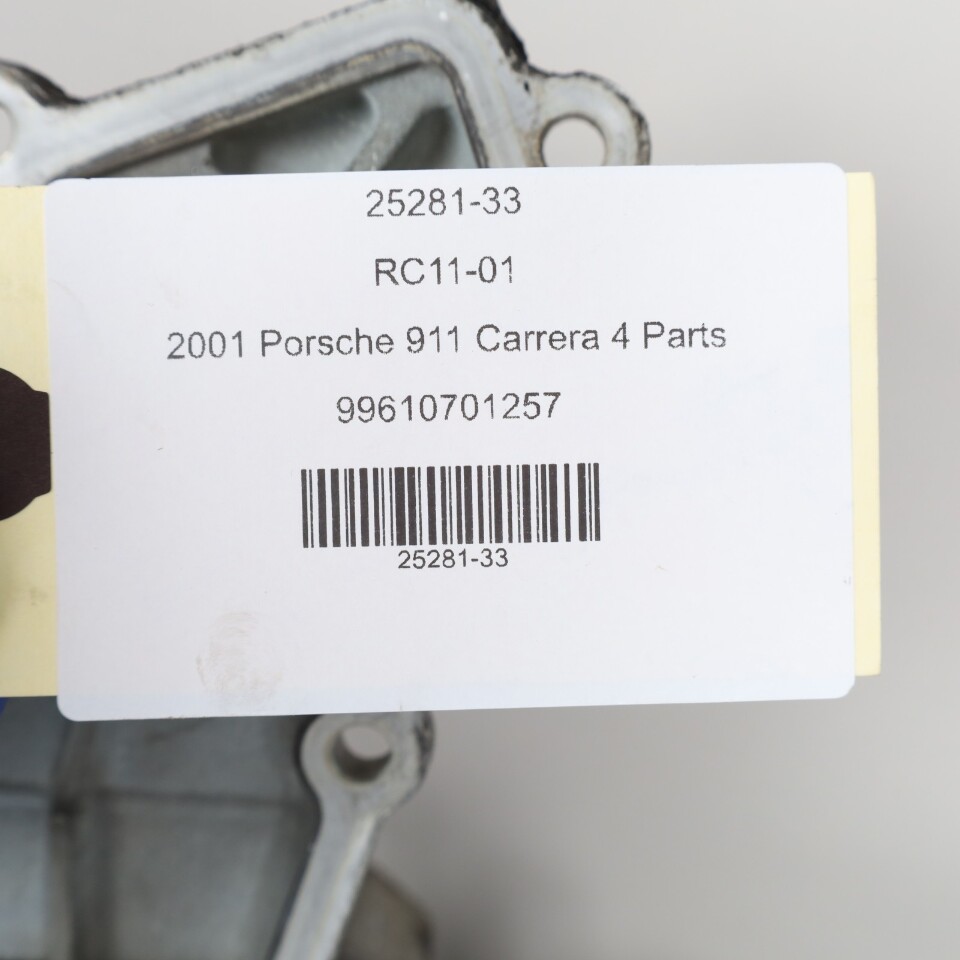 25281-33
RC11-01
2001 Porsche 911 Carrera 4 Parts
99610701257
25281-33